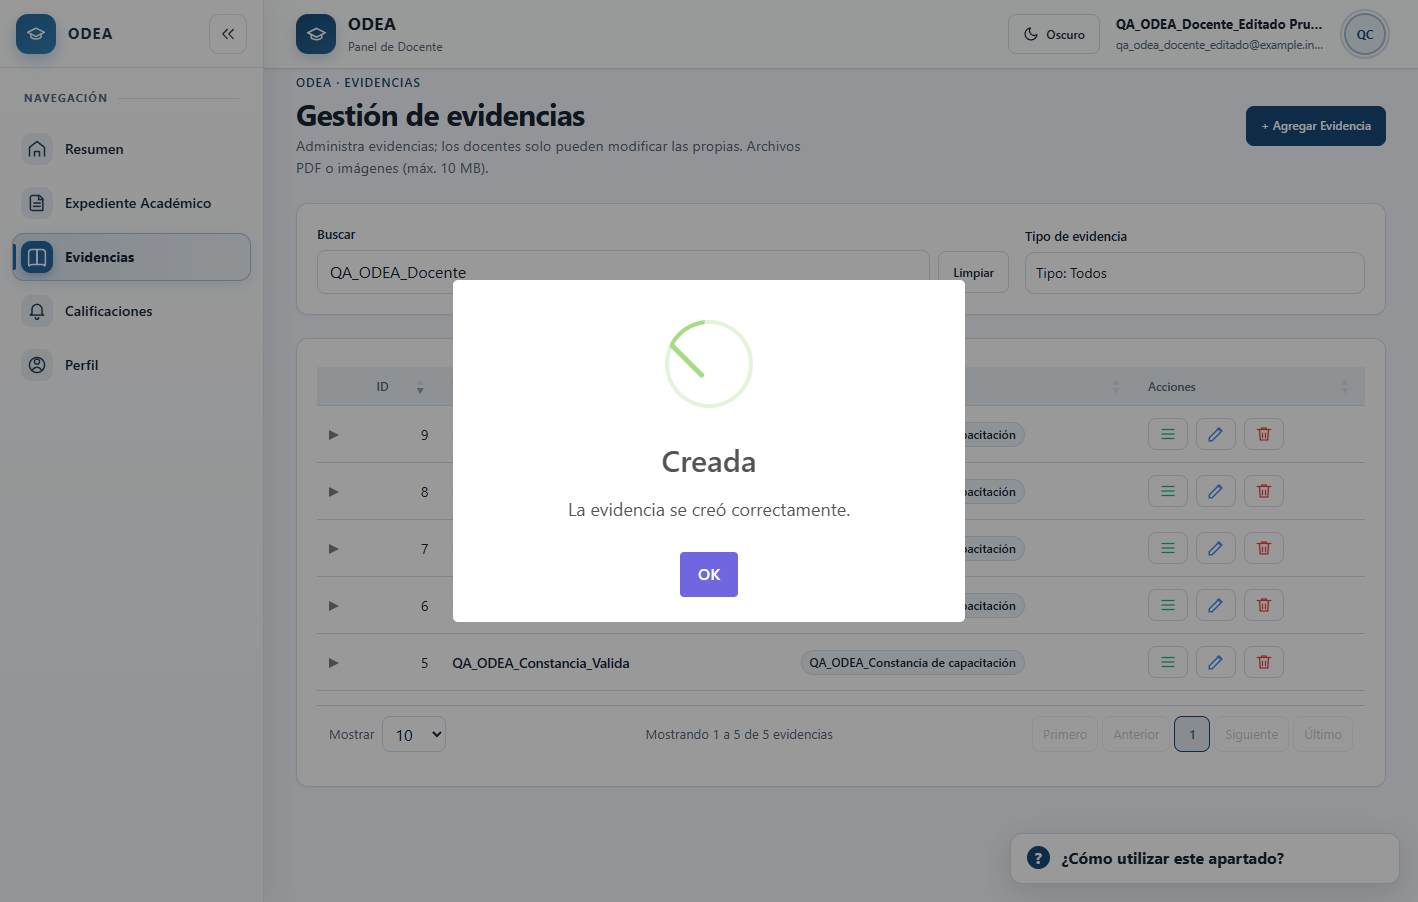 ODEA
ODEA
Panel de Docente
Oscuro
QA_ODEA_Docente_Editado Pru...
qa_odea_docente_editado@example.in...
QC
NAVEGACIÓN
Resumen
Expediente Académico
Evidencias
Calificaciones
Perfil
ODEA · EVIDENCIAS
Gestión de evidencias
Administra evidencias; los docentes solo pueden modificar las propias. Archivos
PDF o imágenes (máx. 10 MB).
+ Agregar Evidencia
Buscar
QA_ODEA_Docente
Limpiar
Tipo de evidencia
Tipo: Todos
ID
Acciones
9
pacitación
8
pacitación
7
pacitación
6
pacitación
5 QA_ODEA_Constancia_Valida QA_ODEA_Constancia de capacitación
Creada
La evidencia se creó correctamente.
OK
Mostrar 10
Mostrando 1 a 5 de 5 evidencias
Primero Anterior 1 Siguiente Último
? ¿Cómo utilizar este apartado?